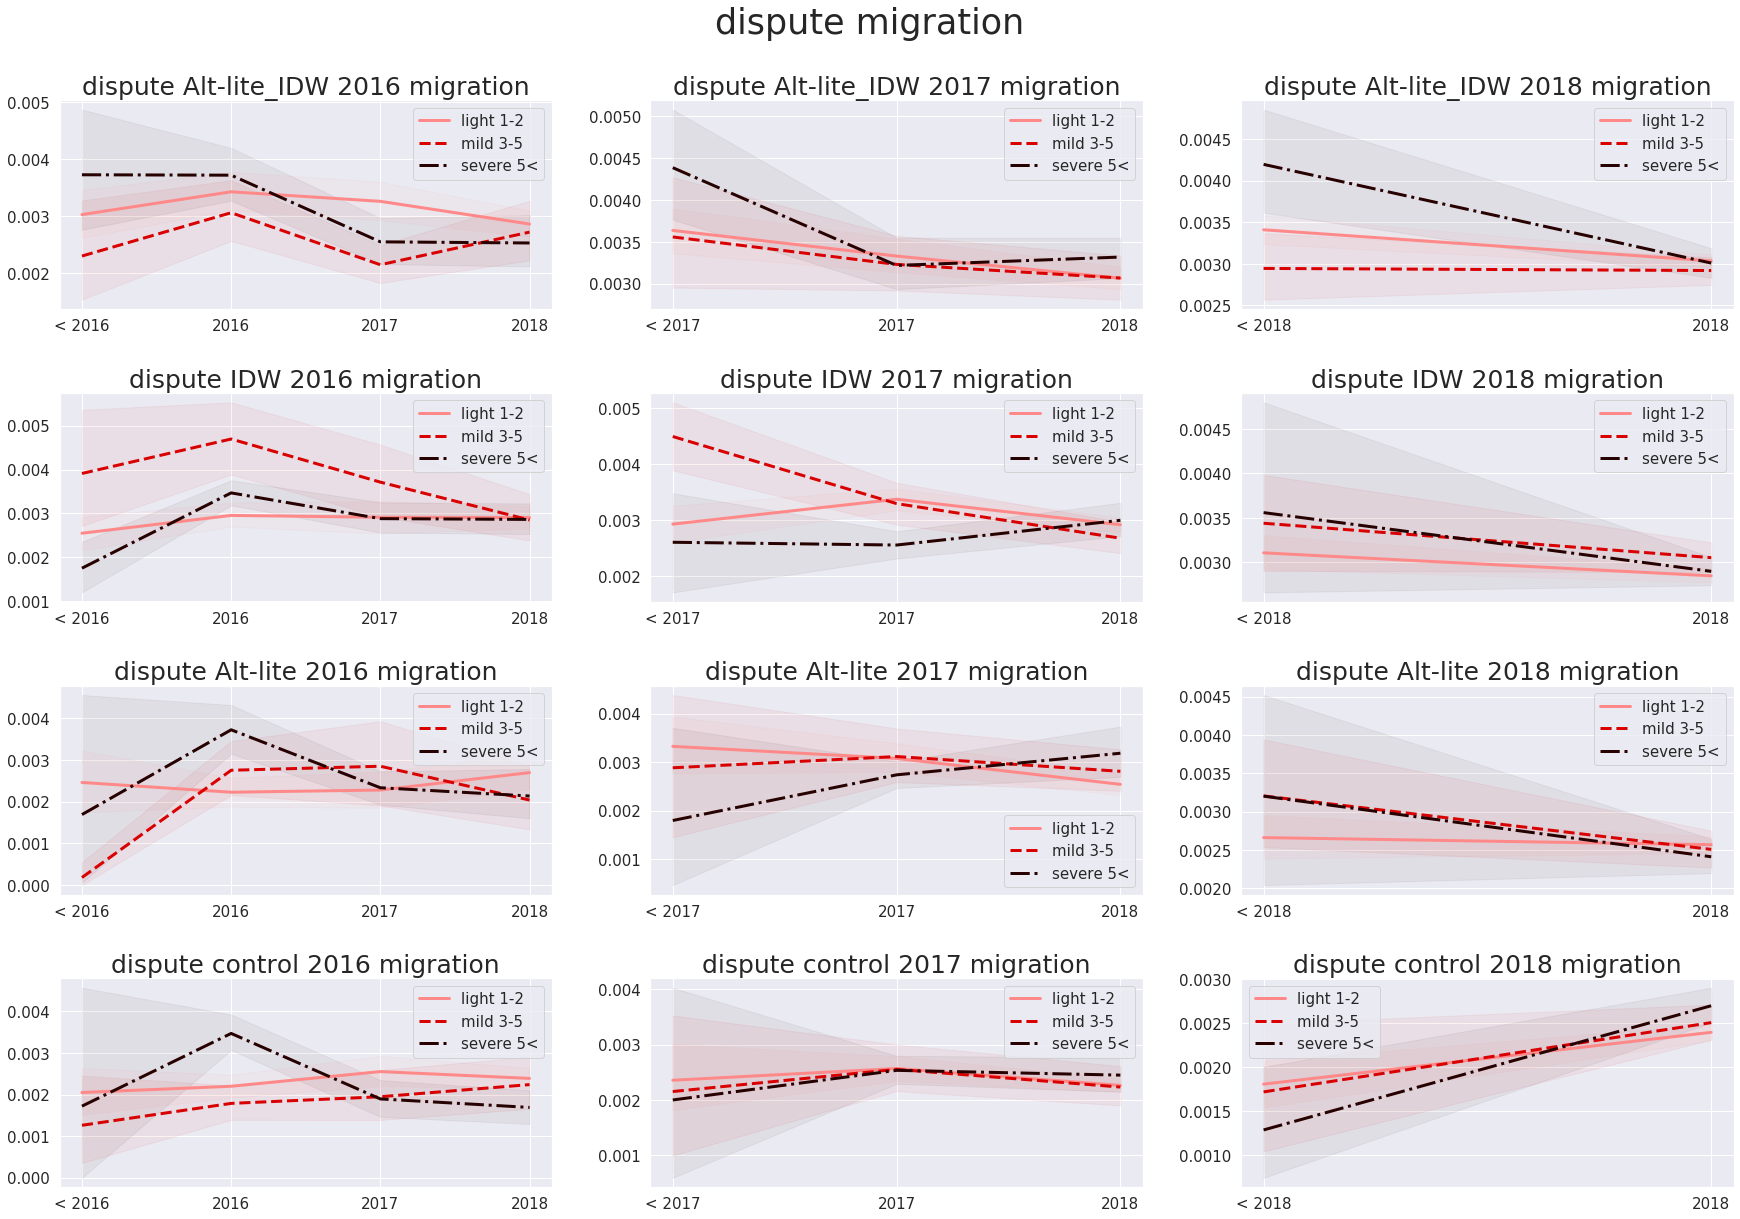 dispute migration
dispute Alt-lite_IDW 2016 migration
0.005
0.004
0.003
0.002
light 1-2
mild 3-5
severe 5<
< 2016
2016
2017
2018
dispute Alt-lite_IDW 2017 migration
0.0050
0.0045
0.0040
0.0035
0.0030
light 1-2
mild 3-5
severe 5<
< 2017
2017
2018
dispute Alt-lite_IDW 2018 migration
0.0045
0.0040
0.0035
0.0030
0.0025
light 1-2
mild 3-5
severe 5<
< 2018
2018
dispute IDW 2016 migration
0.005
0.004
0.003
0.002
0.001
light 1-2
mild 3-5
severe 5<
< 2016
2016
2017
2018
dispute IDW 2017 migration
0.005
0.004
0.003
0.002
light 1-2
mild 3-5
severe 5<
< 2017
2017
2018
dispute IDW 2018 migration
0.0045
0.0040
0.0035
0.0030
light 1-2
mild 3-5
severe 5<
< 2018
2018
dispute Alt-lite 2016 migration
0.004
0.003
0.002
0.001
0.000
light 1-2
mild 3-5
severe 5<
< 2016
2016
2017
2018
dispute Alt-lite 2017 migration
0.004
0.003
0.002
0.001
light 1-2
mild 3-5
severe 5<
< 2017
2017
2018
dispute Alt-lite 2018 migration
0.0045
0.0040
0.0035
0.0030
0.0025
0.0020
light 1-2
mild 3-5
severe 5<
< 2018
2018
dispute control 2016 migration
0.004
0.003
0.002
0.001
0.000
light 1-2
mild 3-5
severe 5<
< 2016
2016
2017
2018
dispute control 2017 migration
0.004
0.003
0.002
0.001
light 1-2
mild 3-5
severe 5<
< 2017
2017
2018
dispute control 2018 migration
0.0030
0.0025
0.0020
0.0015
0.0010
light 1-2
mild 3-5
severe 5<
< 2018
2018